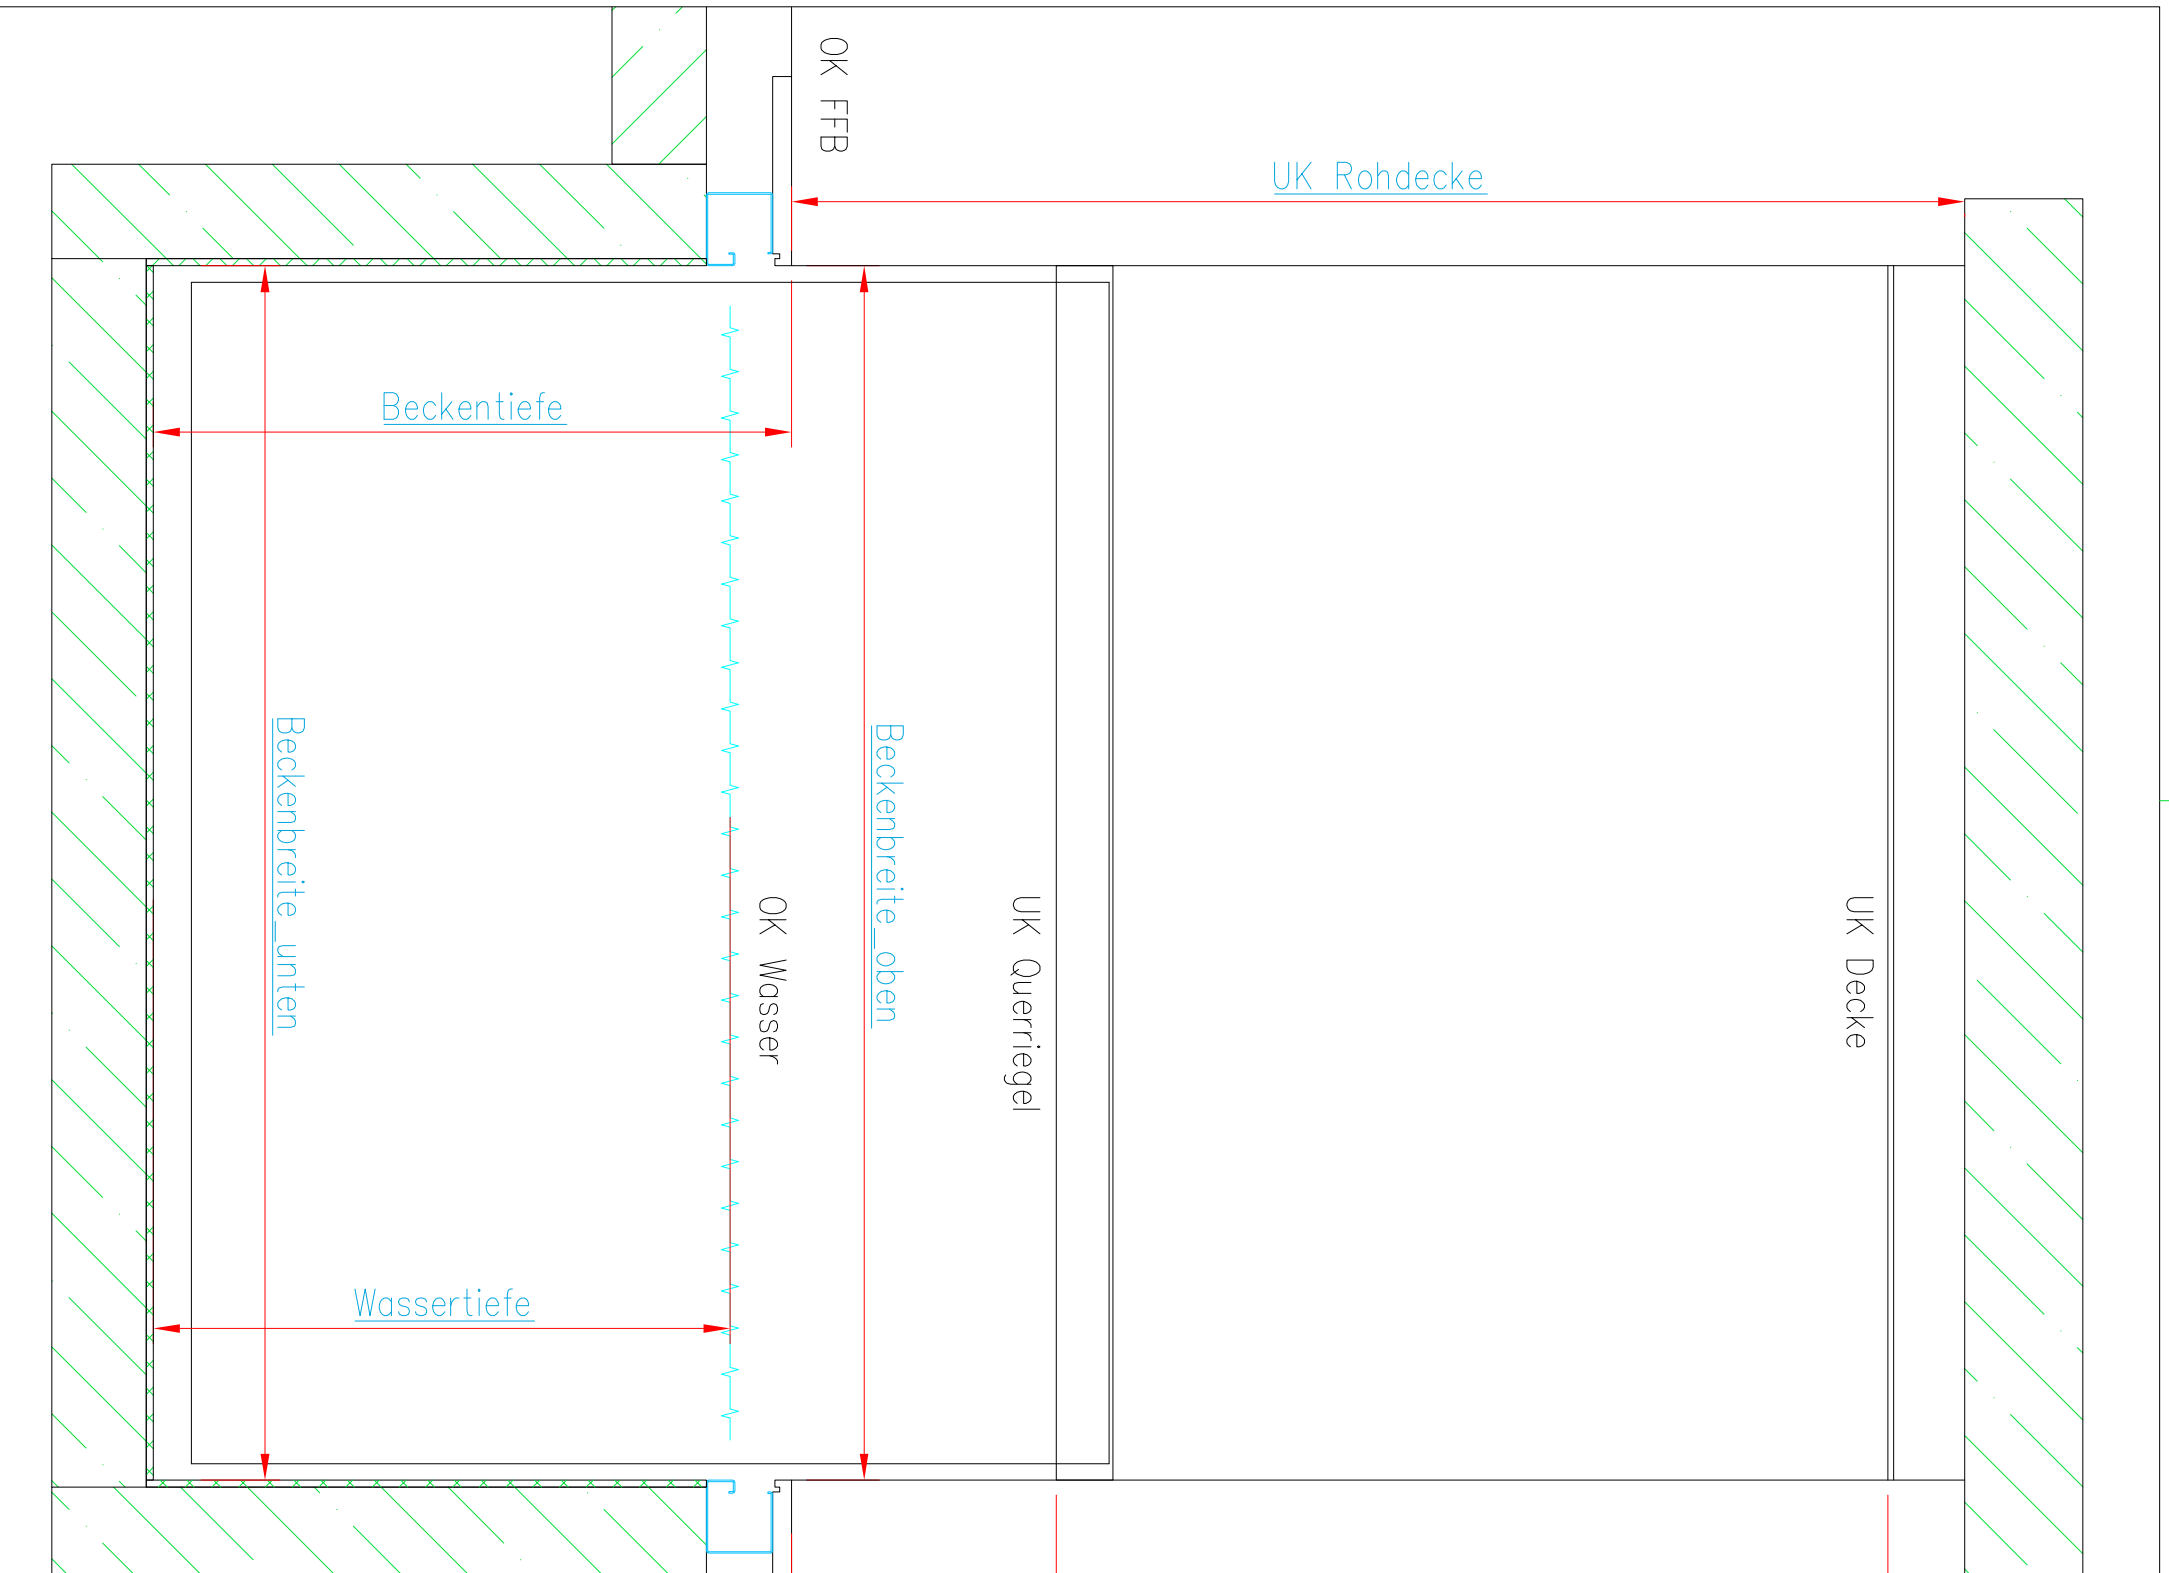 OK FFB
UK Rohdecke
Beckentiefe
Beckenbreite_unten
Beckenbreite_oben
OK Wasser
UK Querriegel
UK Decke
Wassertiefe